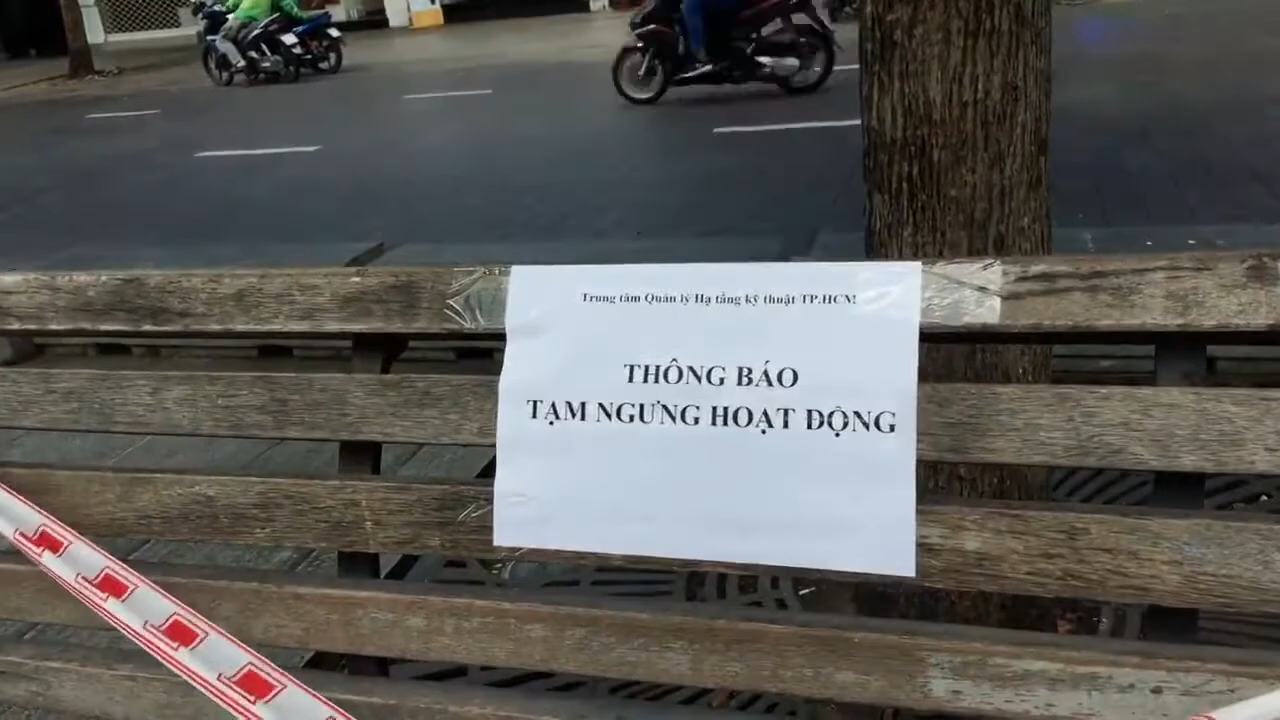 Trung tâm Quản lý Hạ tầng kỹ thuật TP.HCM
THÔNG BÁO
TẠM NGƯNG HOẠT ĐỘNG